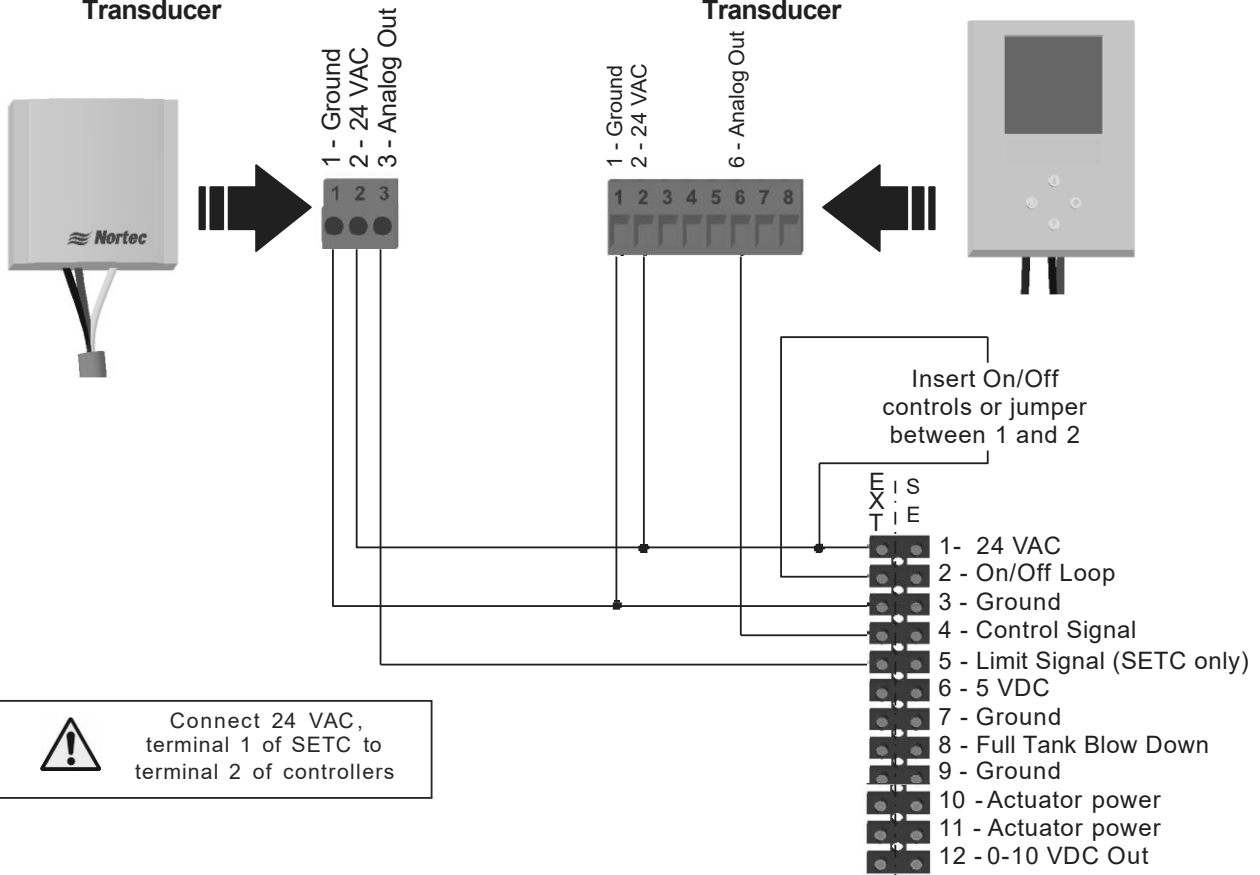 Transducer
Transducer
1 - Ground
2 - 24 VAC
3 - Analog Out
1 - Ground
2 - 24 VAC
6 - Analog Out
1 2 3
1 2 3 4 5 6 7 8
Nortec
Insert On/Off
controls or jumper
between 1 and 2
EXT
SE
1- 24 VAC
2 - On/Off Loop
3 - Ground
4 - Control Signal
5 - Limit Signal (SETC only)
6 - 5 VDC
7 - Ground
8 - Full Tank Blow Down
9 - Ground
10 - Actuator power
11 - Actuator power
12 - 0-10 VDC Out
Connect 24 VAC,
terminal 1 of SETC to
terminal 2 of controllers